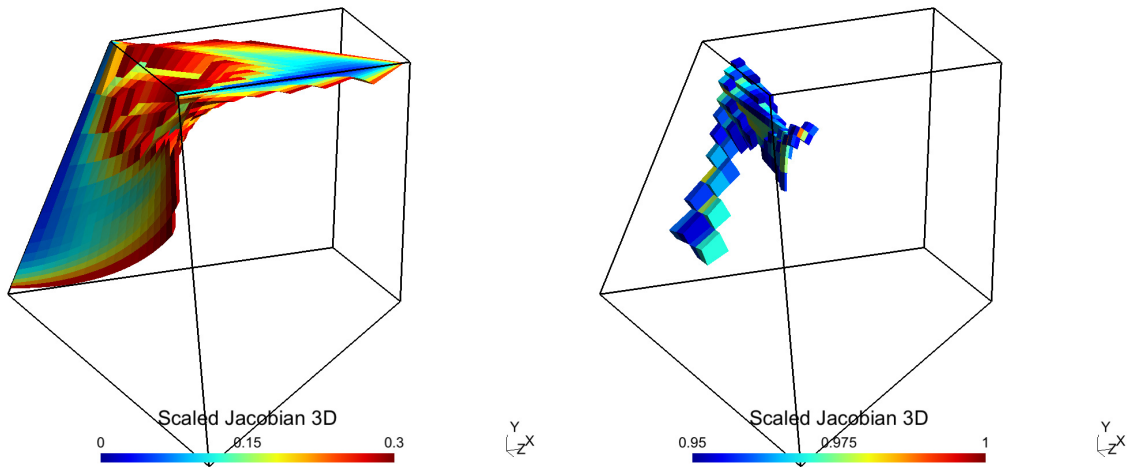 Scaled Jacobian 3D
0 0.15 0.3
Y
Z X
Scaled Jacobian 3D
0.95 0.975 1
Y
Z X